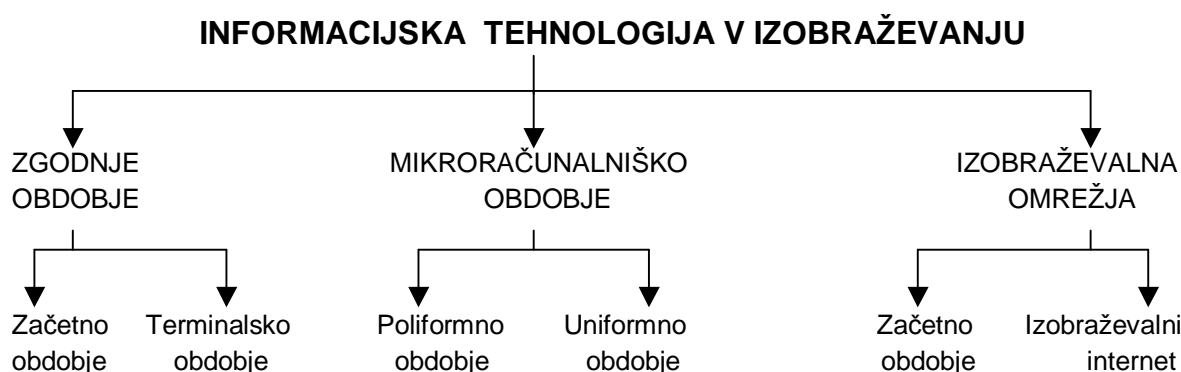 INFORMACIJSKA TEHNOLOGIJA V IZOBRAŽEVANJU
ZGODNJE
OBDOBJE
MIKRORAČUNALNIŠKO
OBDOBJE
IZOBRAŽEVALNA
OMREŽJA
Začetno
obdobje
Terminalsko
obdobje
Poliformno
obdobje
Uniformno
obdobje
Začetno
obdobje
Izobraževalni
internet